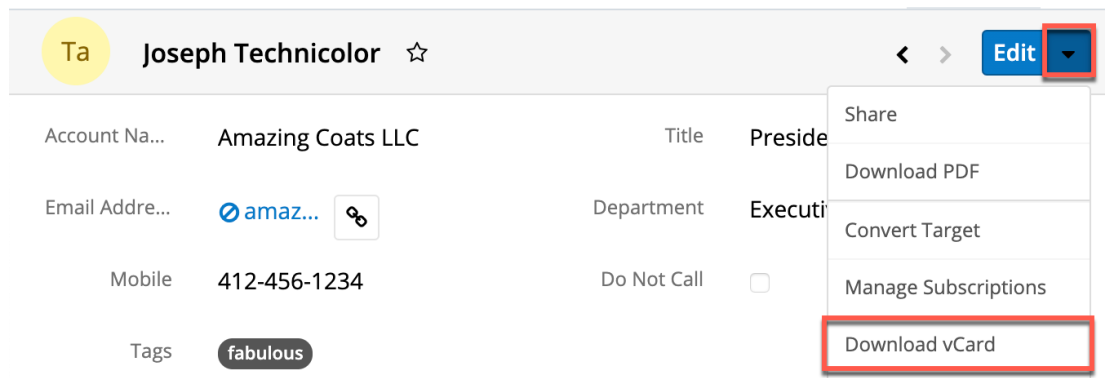 Ta
Joseph Technicolor
Edit
Share
Download PDF
Convert Target
Manage Subscriptions
Download vCard
Account Na...
Amazing Coats LLC
Title
Preside
Email Addre...
amaz...
Department
Executi
Mobile
412-456-1234
Do Not Call
Tags
fabulous